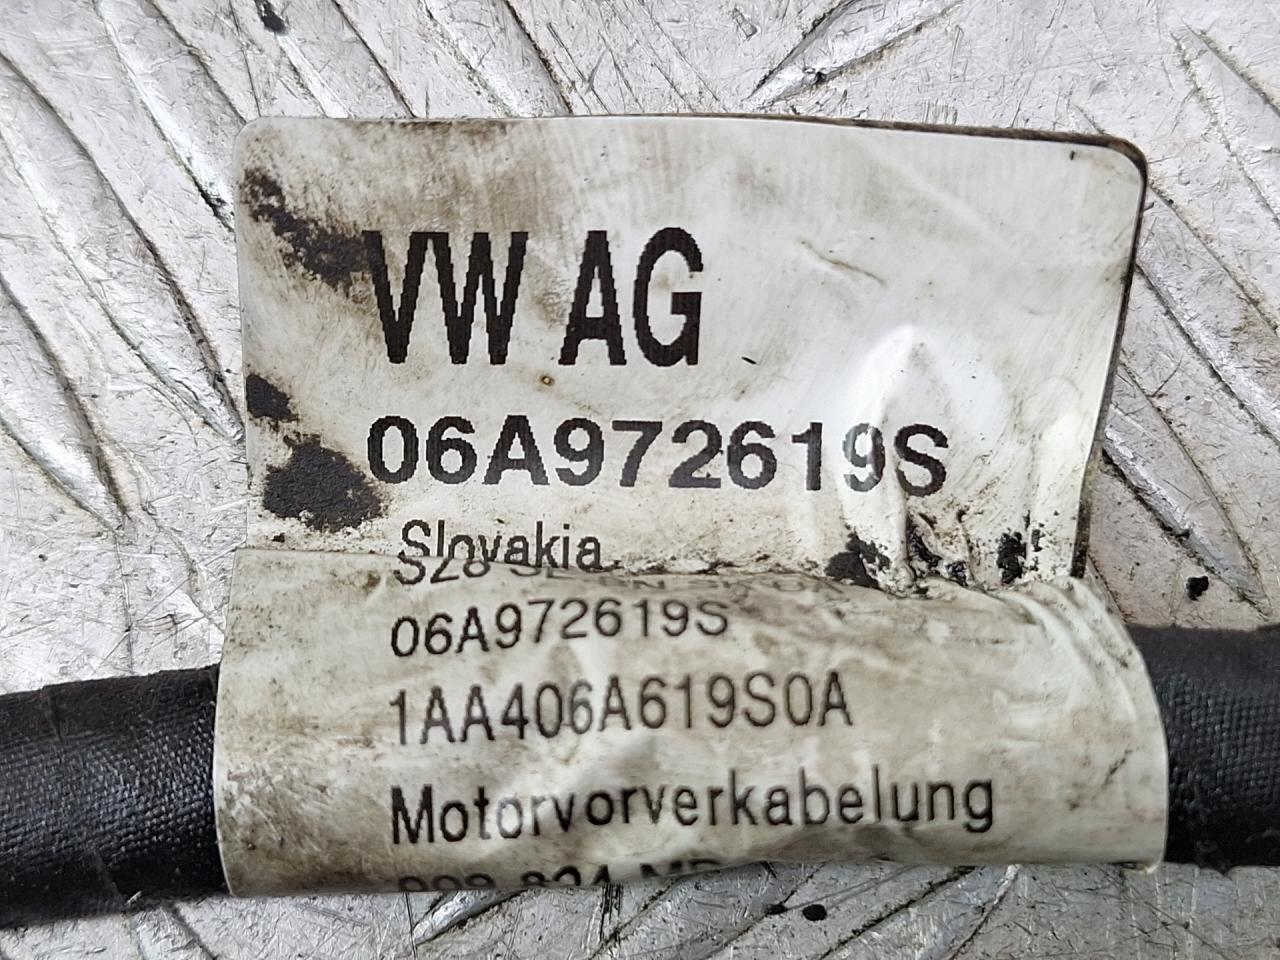 VW AG
06A972619S
Slovakia
06A972619S
1AA406A619S0A
Motorvorverkabelung